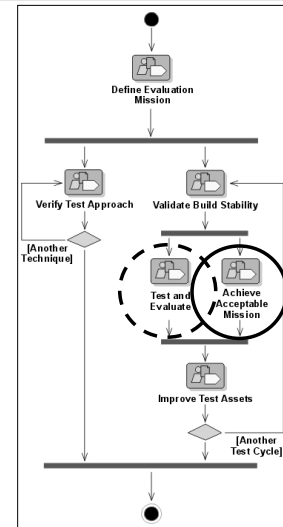 Define Evaluation
Mission
Verify Test Approach
Validate Build Stability
[Another
Technique]
Test and
Evaluate
Achieve
Acceptable
Mission
Improve Test Assets
[Another
Test Cycle]